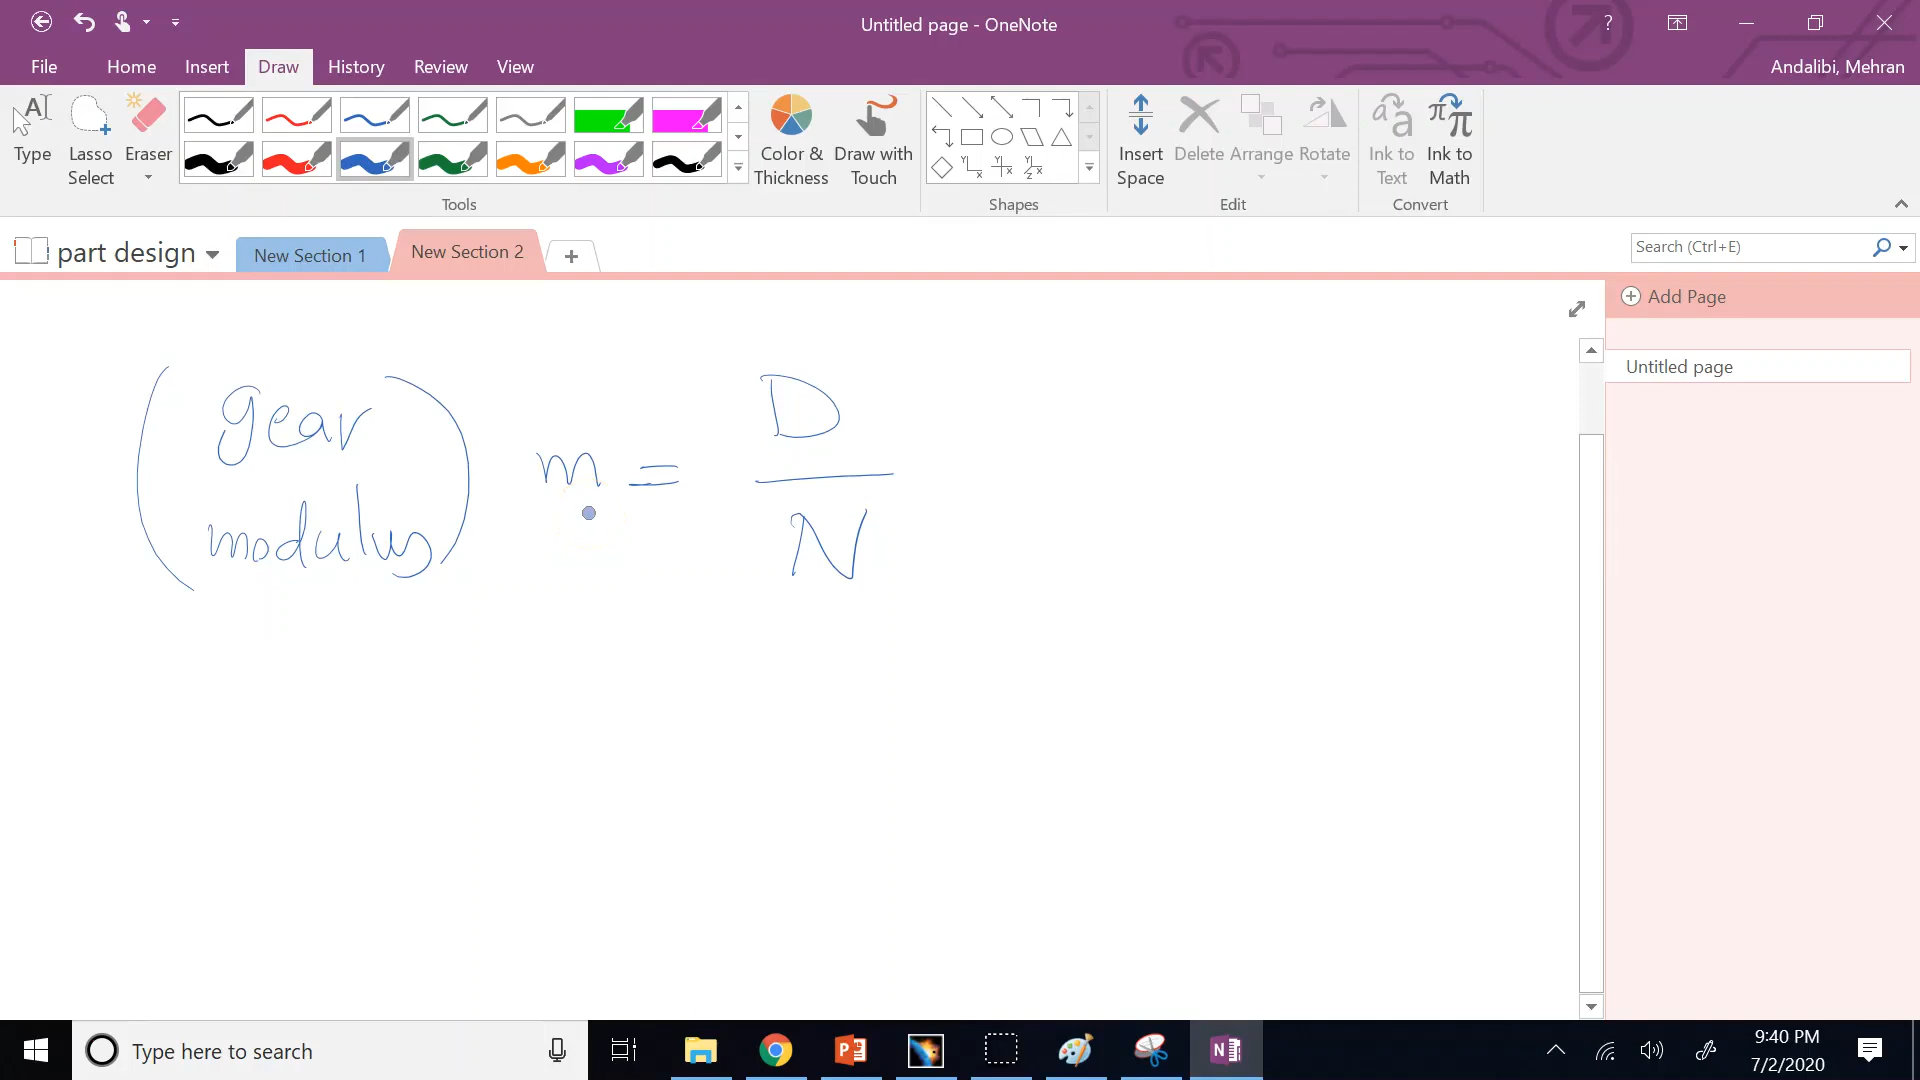 Untitled page - OneNote
?
File Home Insert Draw History Review View
Andalibi, Mehran
Type
Lasso Select
Eraser
Color & Thickness
Draw with Touch
Insert Space
Delete
Arrange
Rotate
Ink to Text
Ink to Math
Tools
Shapes
Edit
Convert
part design
New Section 1
New Section 2
Search (Ctrl+E)
Add Page
Untitled page
( gear
modulus ) m = D
N
Type here to search
9:40 PM
7/2/2020